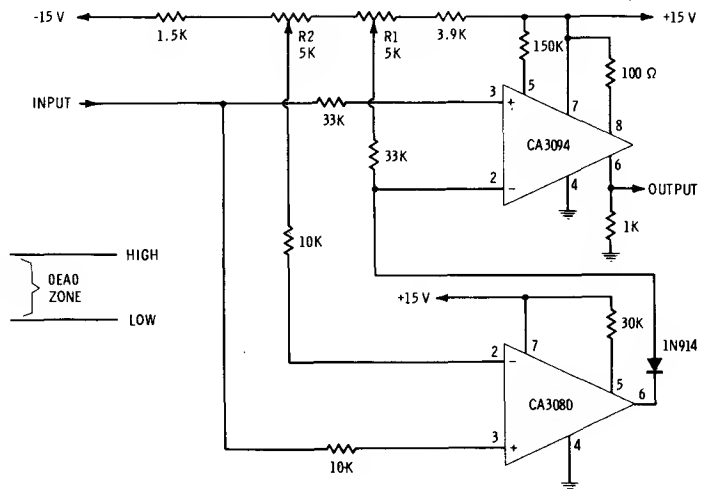 -15 V
1.5K
R2
5K
R1
5K
3.9K
+15 V
150K
5
7
100 Ω
8
INPUT
33K
3
+
CA3094
33K
2
-
4
6
OUTPUT
1K
10K
HIGH
DEAD
ZONE
LOW
+15 V
7
30K
1N914
2
-
CA3080
5
6
3
+
4
10K